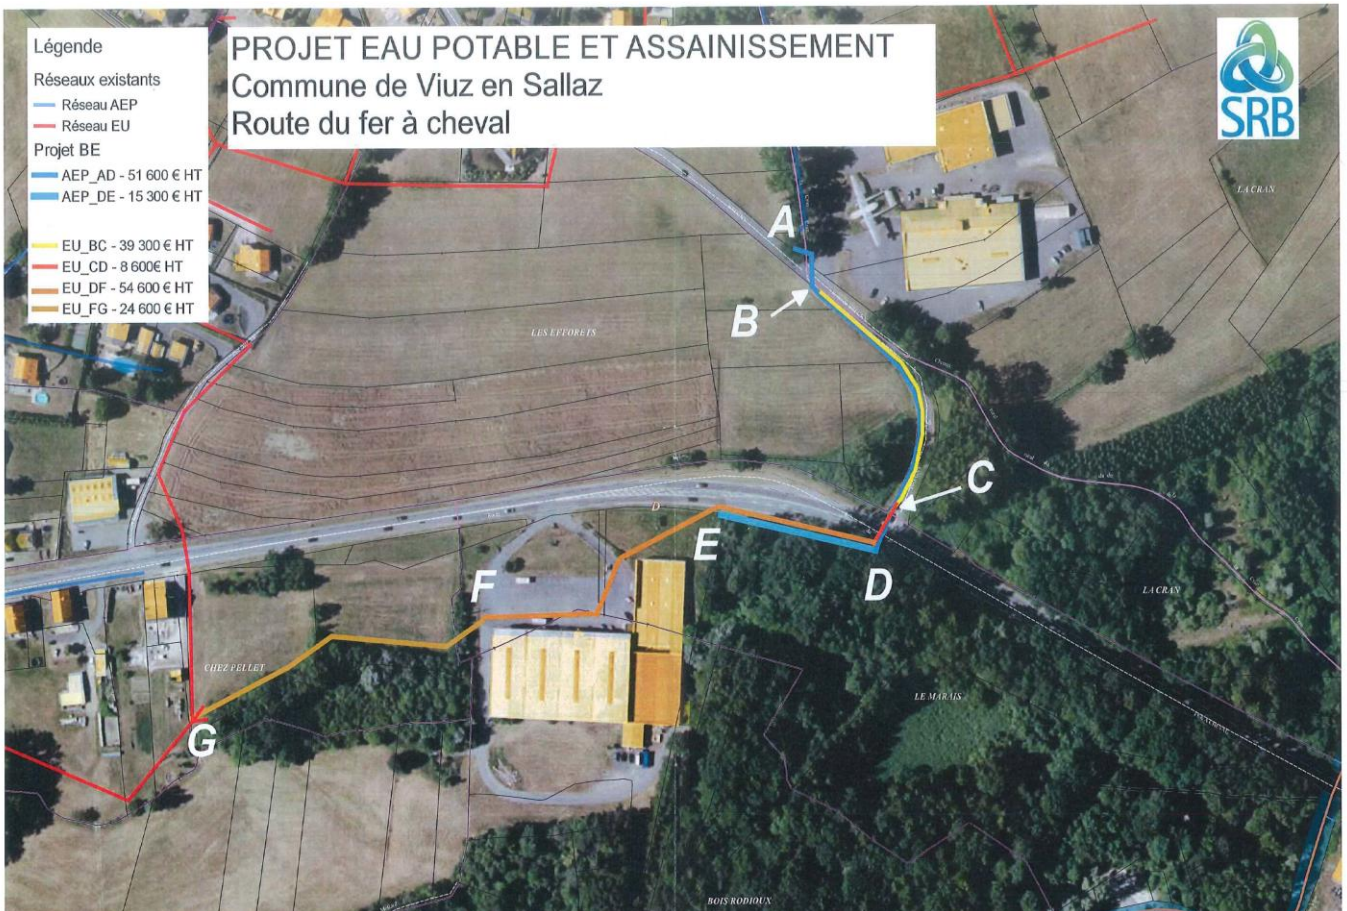 Légende
Réseaux existants
Réseau AEP
Réseau EU
Projet BE
AEP_AD - 51 600 € HT
AEP_DE - 15 300 € HT
EU_BC - 39 300 € HT
EU_CD - 8 600€ HT
EU_DF - 54 600 € HT
EU_FG - 24 600 € HT
PROJET EAU POTABLE ET ASSAINISSEMENT
Commune de Viuz en Sallaz
Route du fer à cheval
SRB
LA CRAN
A
B
LES EFFORETS
C
D
E
D
F
LA CRAN
CHEZ PELLET
LE MARAIS
G
BOIS RODIOUX